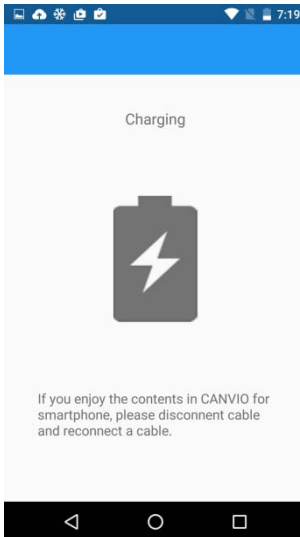 7:19
Charging
If you enjoy the contents in CANVIO for
smartphone, please disconnent cable
and reconnect a cable.